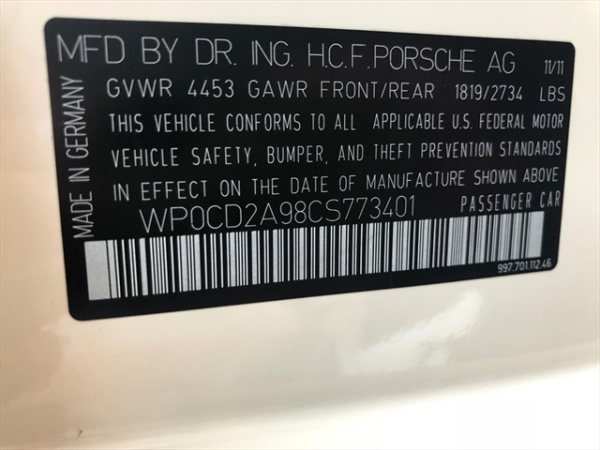 MFD BY DR. ING. H.C.F. PORSCHE AG 11/11
GVWR 4453 GAWR FRONT/REAR 1819/2734 LBS
THIS VEHICLE CONFORMS TO ALL APPLICABLE U.S. FEDERAL MOTOR
VEHICLE SAFETY, BUMPER, AND THEFT PREVENTION STANDARDS
IN EFFECT ON THE DATE OF MANUFACTURE SHOWN ABOVE
WP0CD2A98CS773401 PASSENGER CAR
997.701.112.46
MADE IN GERMANY